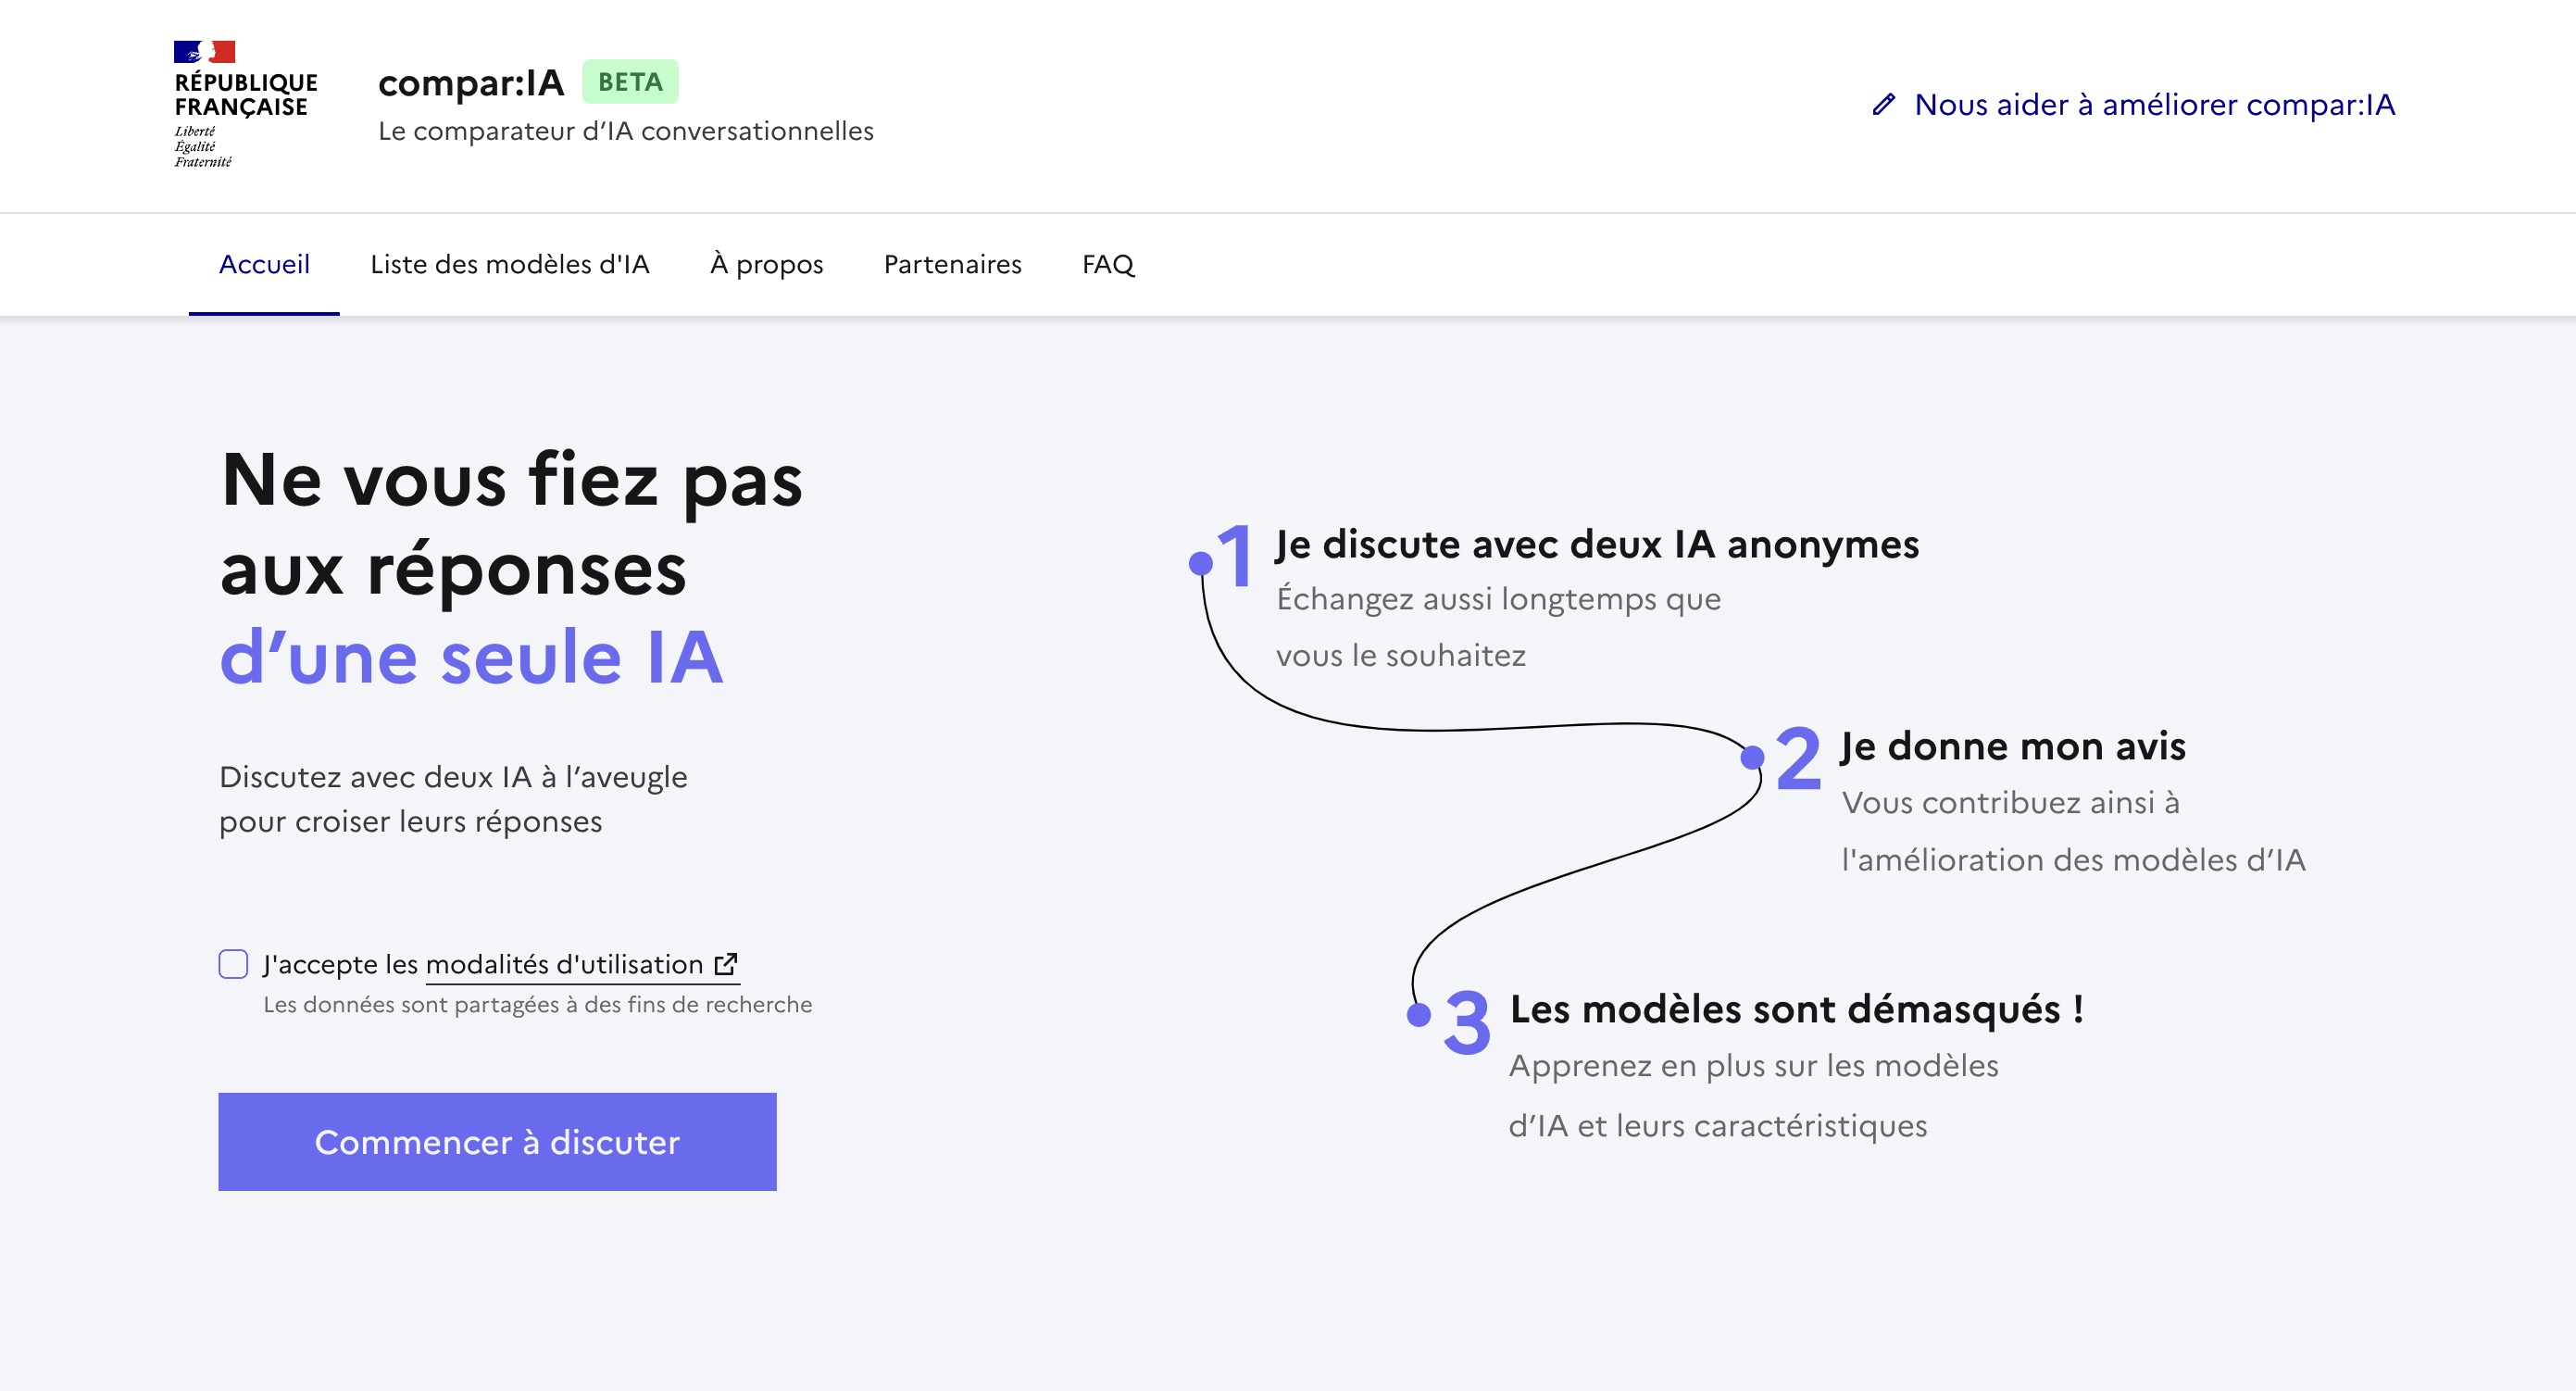 RÉPUBLIQUE
FRANÇAISE
Liberté
Égalité
Fraternité
compar:IA BETA
Le comparateur d’IA conversationnelles
Nous aider à améliorer compar:IA
Accueil
Liste des modèles d'IA
À propos
Partenaires
FAQ
Ne vous fiez pas
aux réponses
d’une seule IA
Discutez avec deux IA à l’aveugle
pour croiser leurs réponses
J'accepte les modalités d'utilisation
Les données sont partagées à des fins de recherche
Commencer à discuter
1 Je discute avec deux IA anonymes
Échangez aussi longtemps que
vous le souhaitez
2 Je donne mon avis
Vous contribuez ainsi à
l'amélioration des modèles d’IA
3 Les modèles sont démasqués !
Apprenez en plus sur les modèles
d’IA et leurs caractéristiques